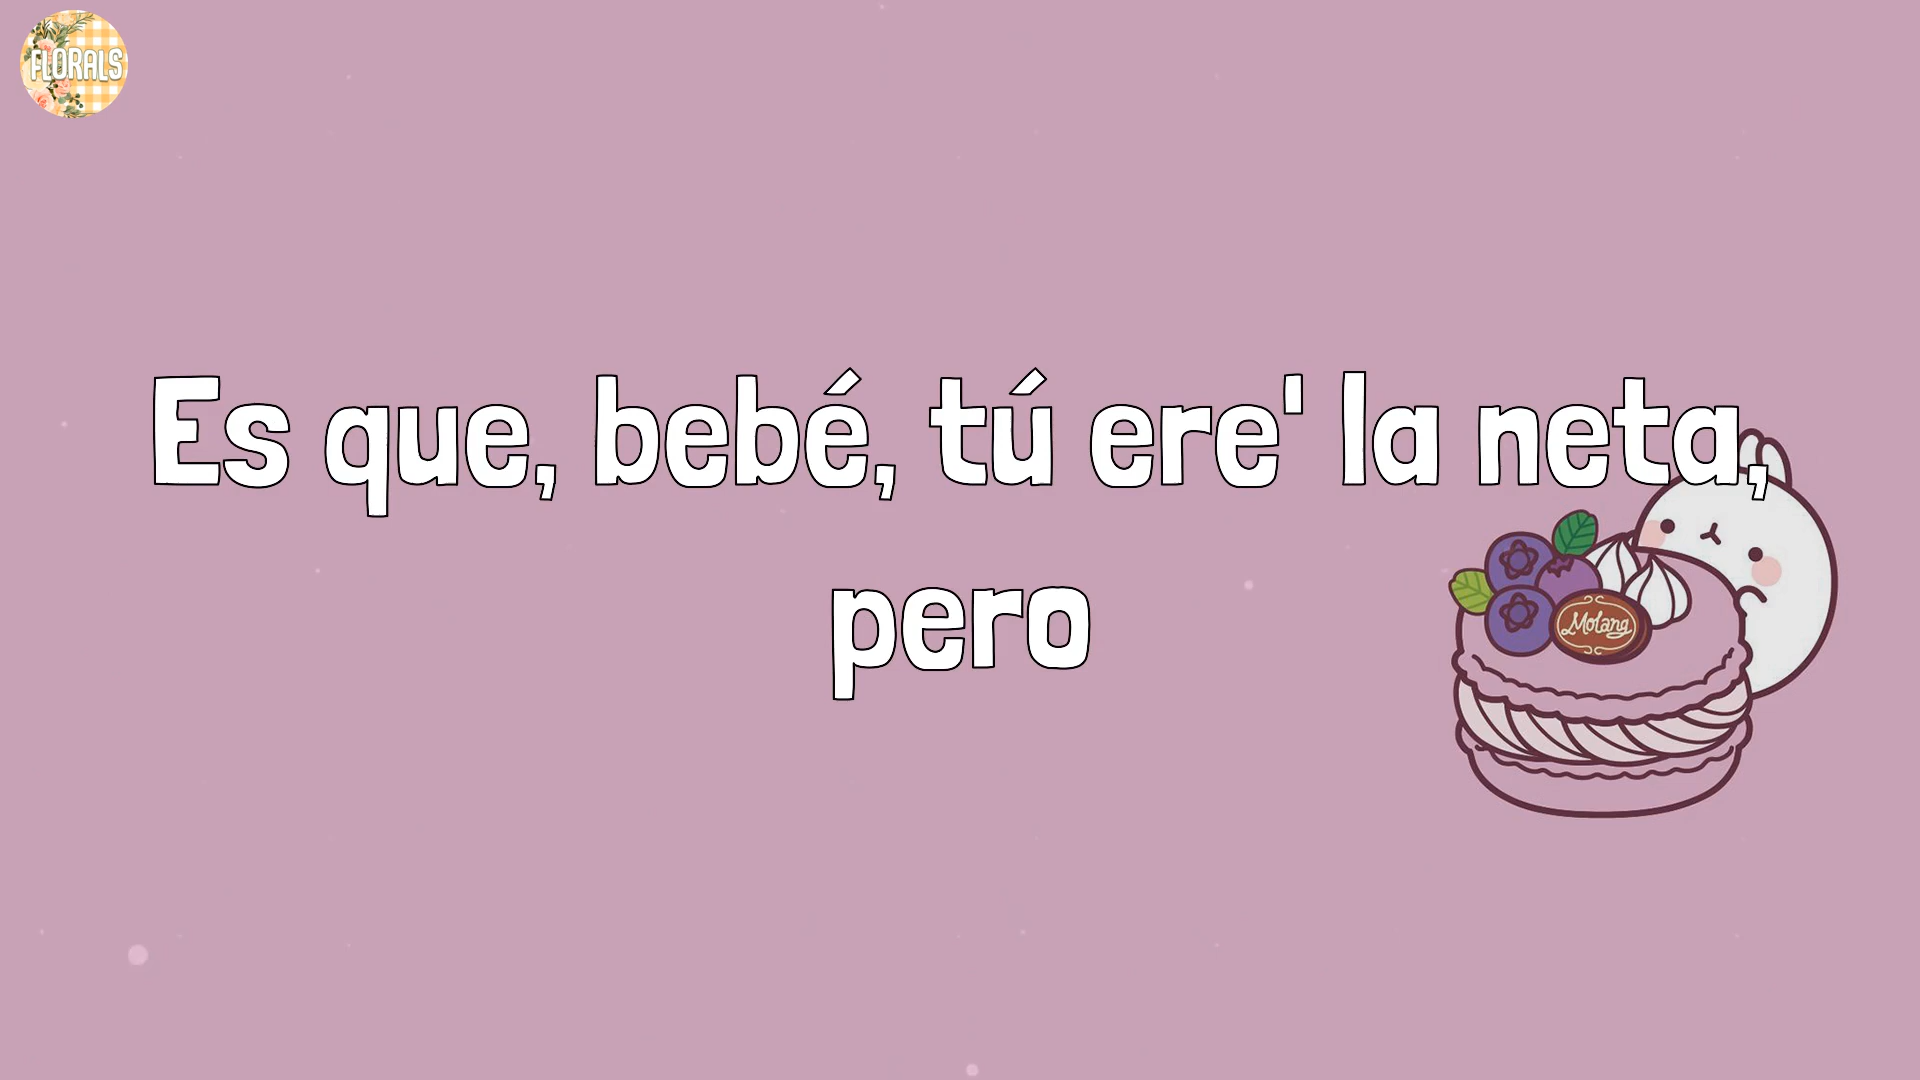 FLORALS
Es que, bebé, tú ere' la neta,
pero
Molang